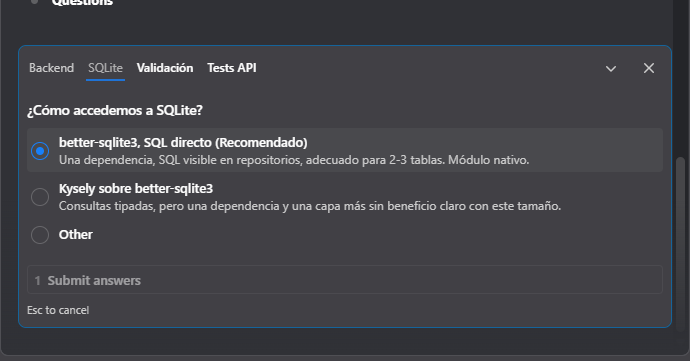 Questions
Backend SQLite Validación Tests API
¿Cómo accedemos a SQLite?
better-sqlite3, SQL directo (Recomendado)
Una dependencia, SQL visible en repositorios, adecuado para 2-3 tablas. Módulo nativo.
Kysely sobre better-sqlite3
Consultas tipadas, pero una dependencia y una capa más sin beneficio claro con este tamaño.
Other
1 Submit answers
Esc to cancel